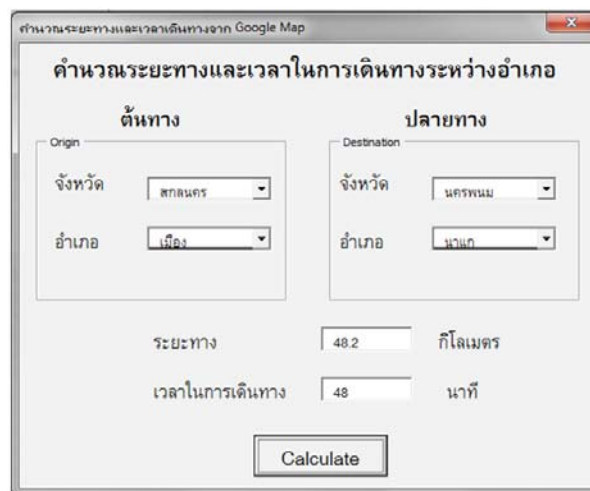 คำนวณระยะทางและเวลาเดินทางจาก Google Map
คำนวณระยะทางและเวลาในการเดินทางระหว่างอำเภอ
ต้นทาง ปลายทาง
Origin Destination
จังหวัด สกลนคร จังหวัด นครพนม
อำเภอ เมือง อำเภอ นาแก
ระยะทาง 48.2 กิโลเมตร
เวลาในการเดินทาง 48 นาที
Calculate